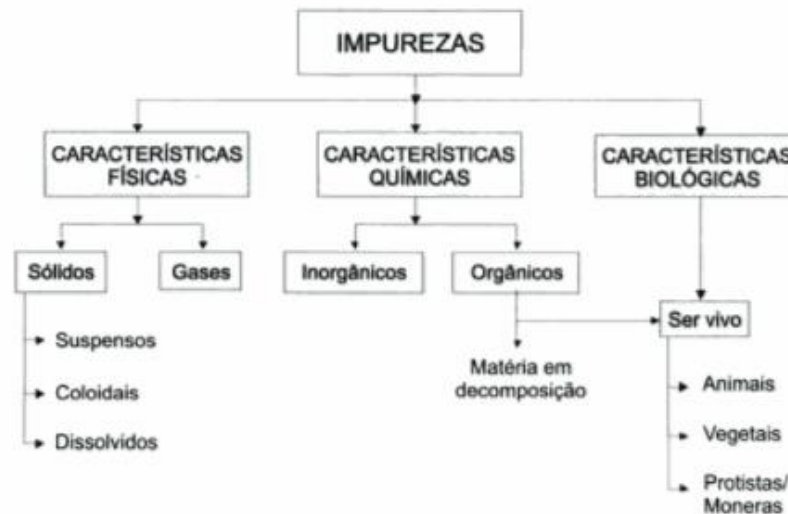 IMPUREZAS
CARACTERÍSTICAS
FÍSICAS
CARACTERÍSTICAS
QUÍMICAS
CARACTERÍSTICAS
BIOLÓGICAS
Sólidos
Gases
Inorgânicos
Orgânicos
Ser vivo
Suspensos
Coloidais
Dissolvidos
Matéria em
decomposição
Animais
Vegetais
Protistas/
Moneras